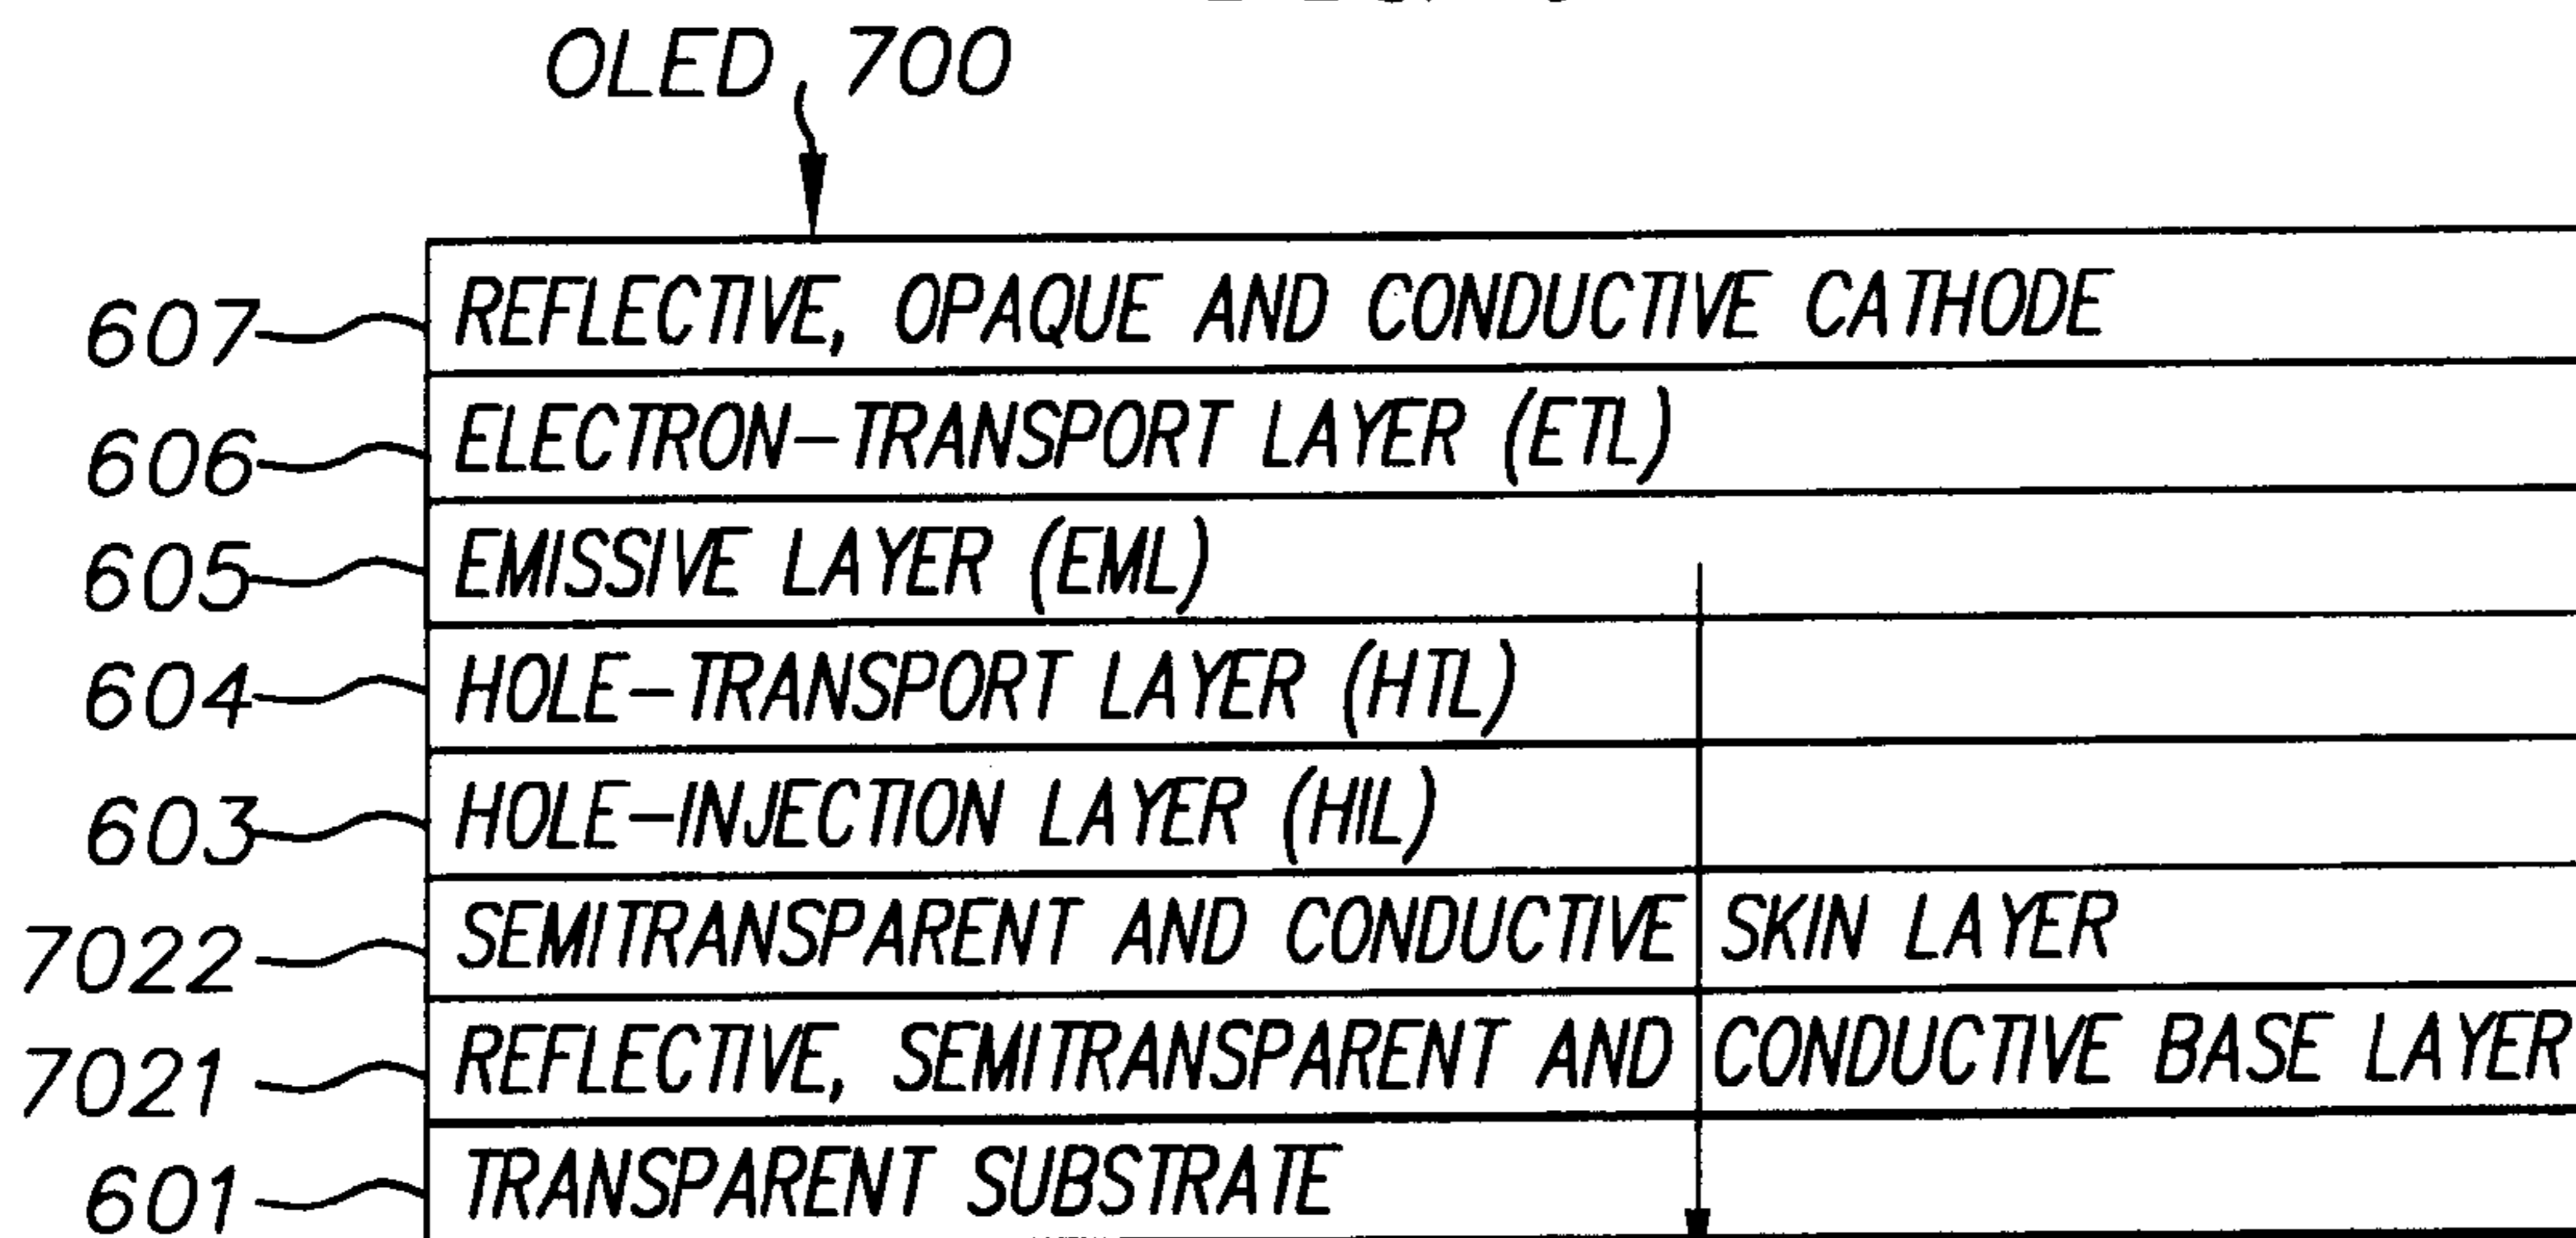 OLED 700
607 REFLECTIVE, OPAQUE AND CONDUCTIVE CATHODE
606 ELECTRON-TRANSPORT LAYER (ETL)
605 EMISSIVE LAYER (EML)
604 HOLE-TRANSPORT LAYER (HTL)
603 HOLE-INJECTION LAYER (HIL)
7022 SEMITRANSPARENT AND CONDUCTIVE SKIN LAYER
7021 REFLECTIVE, SEMITRANSPARENT AND CONDUCTIVE BASE LAYER
601 TRANSPARENT SUBSTRATE